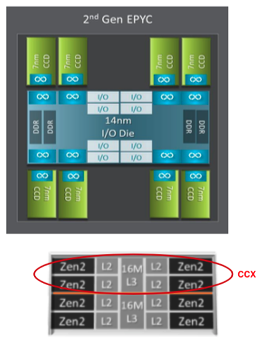 2nd Gen EPYC
7nm CCD 7nm CCD 7nm CCD 7nm CCD
∞ ∞ ∞ ∞
∞ ∞ I/O I/O ∞ ∞
I/O I/O
DDR DDR 14nm I/O Die DDR DDR
I/O I/O
∞ ∞ I/O I/O ∞ ∞
∞ ∞ ∞ ∞
7nm CCD 7nm CCD 7nm CCD 7nm CCD
Zen2 L2 16M L3 L2 Zen2
Zen2 L2 L2 Zen2
CCX
Zen2 L2 16M L3 L2 Zen2
Zen2 L2 L2 Zen2